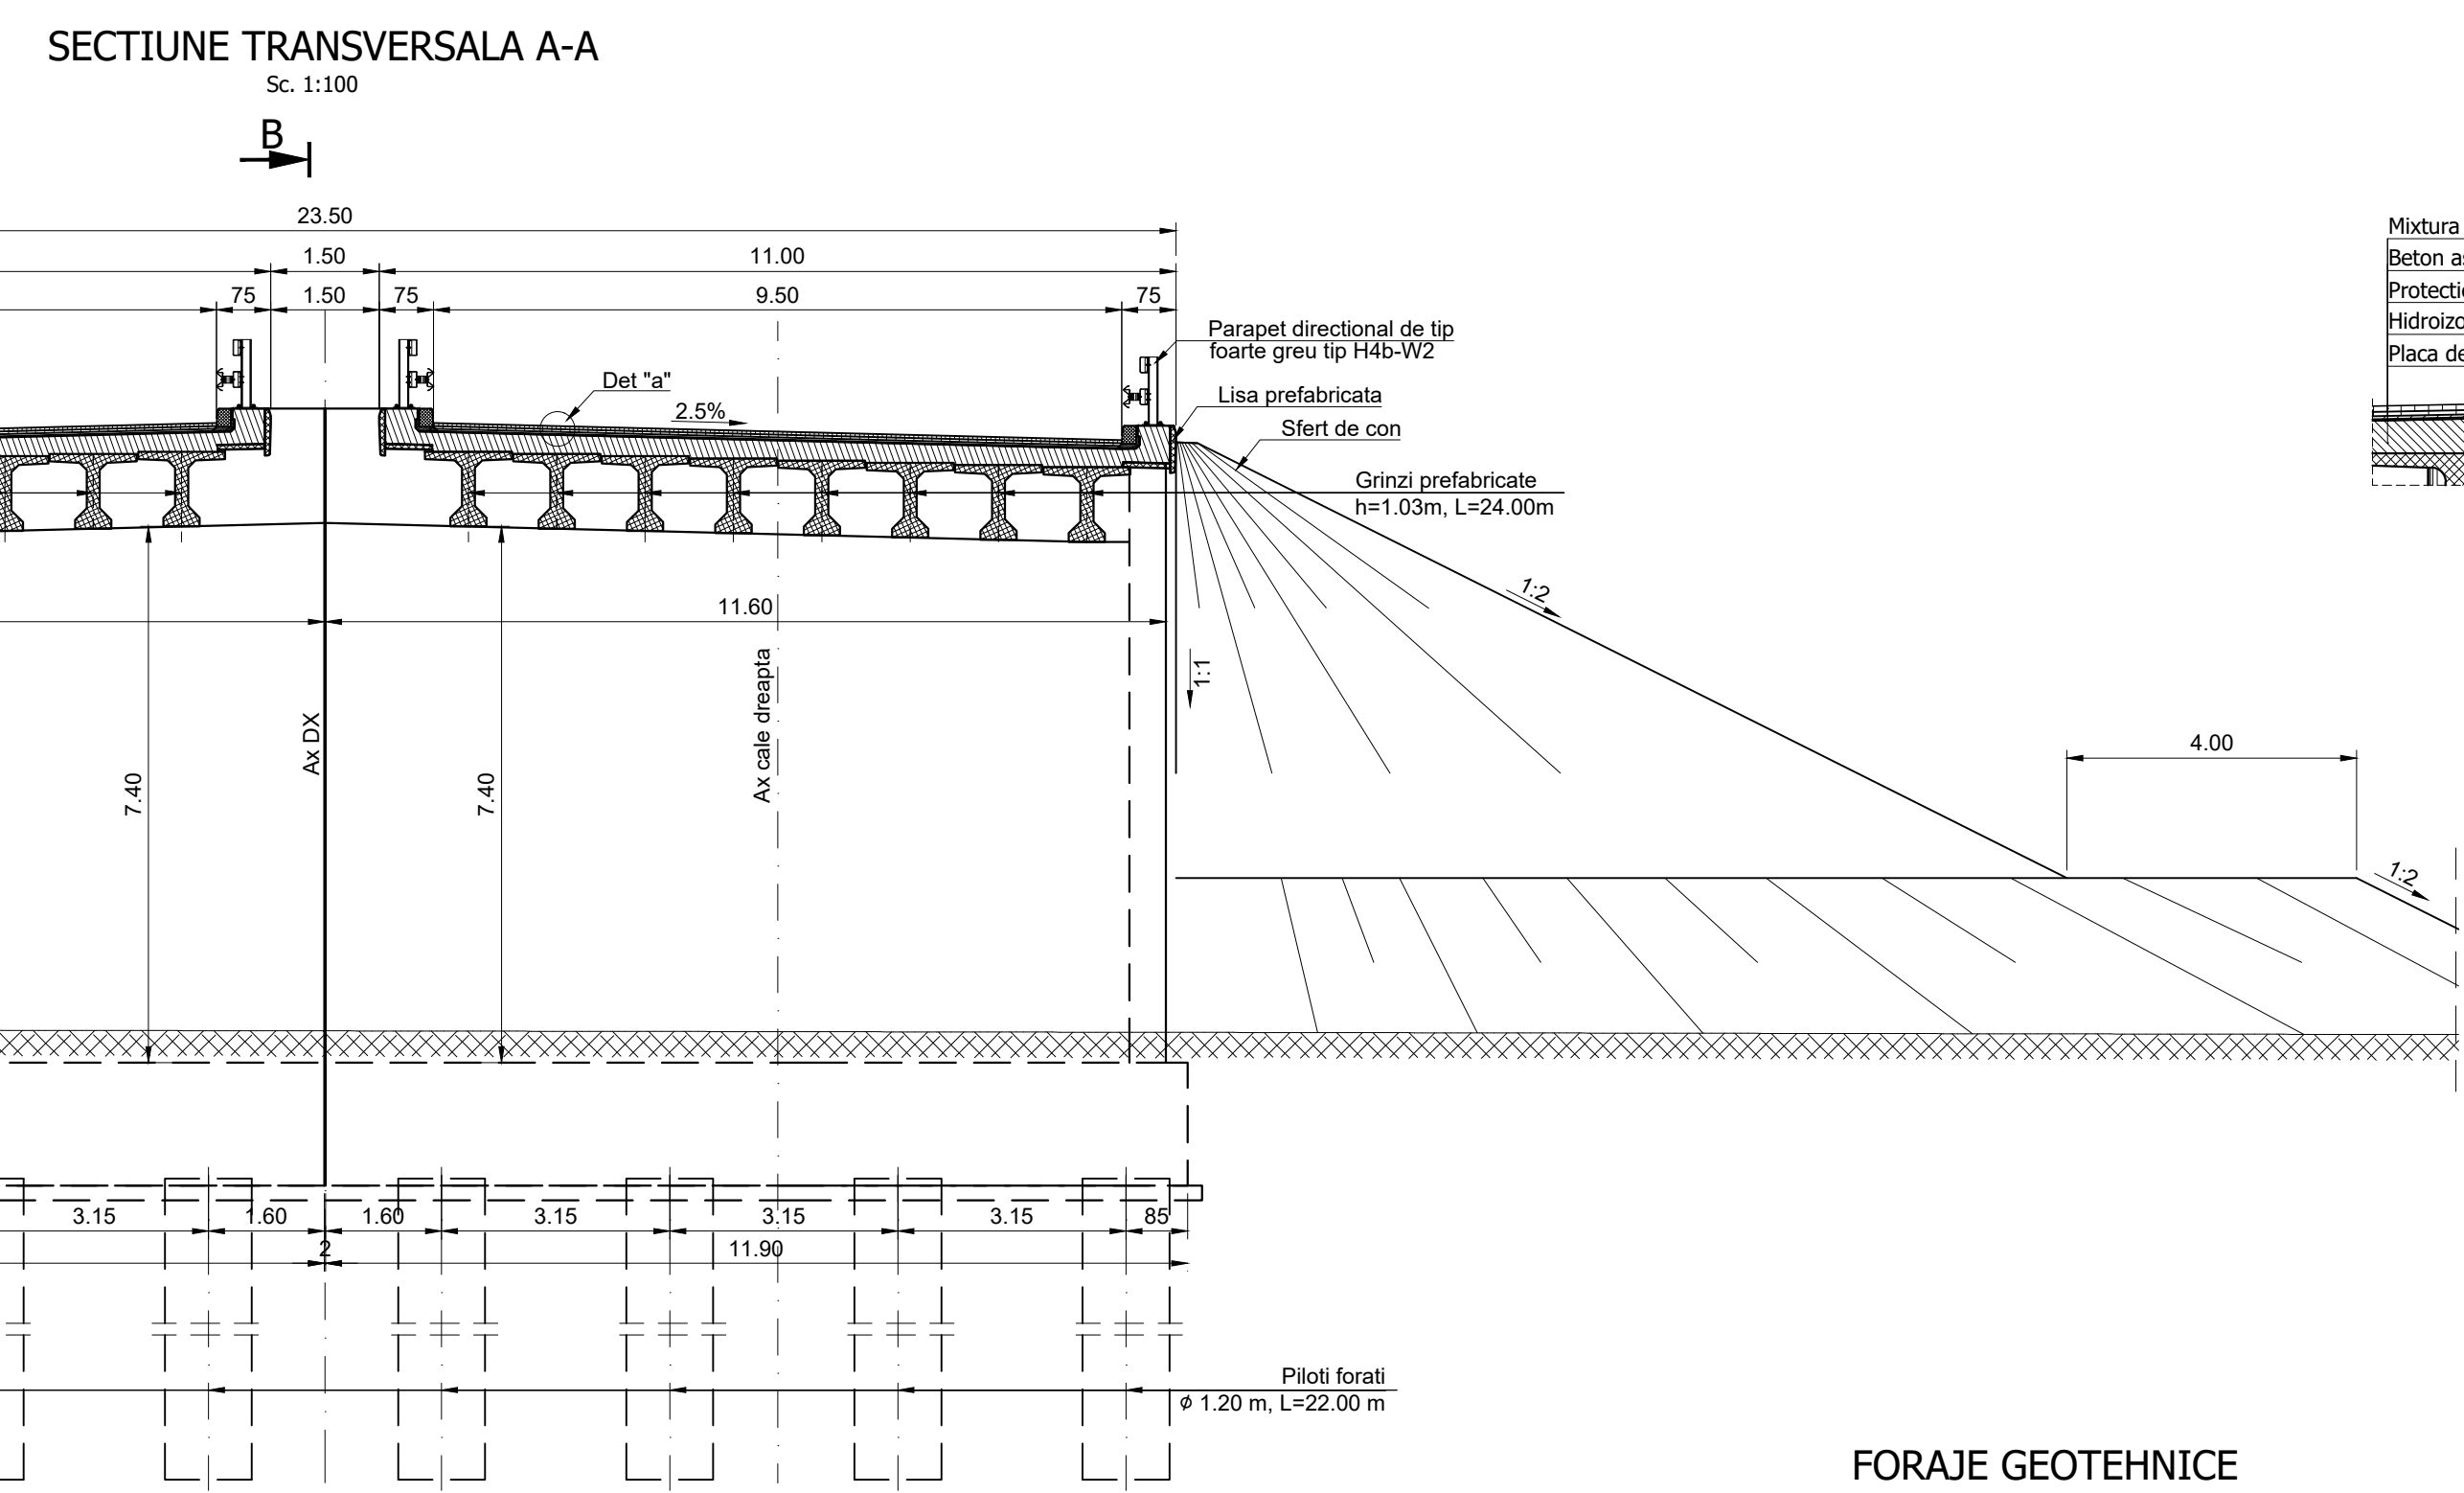 SECTIUNE TRANSVERSALA A-A
Sc. 1:100
B
23.50
1.50
11.00
75
1.50
75
9.50
75
Mixtura
Beton
Hidroizo
Placa
Parapet directional de tip
foarte greu tip H4b-W2
Det "a"
2.5%
Lisa prefabricata
Sfert de con
Grinzi prefabricate
h=1.03m, L=24.00m
1:2
11.60
1:1
Ax DX
Ax cale dreapta
7.40
7.40
4.00
1:2
3.15
1.60
1.60
3.15
3.15
3.15
85
2
11.90
Piloti forati
ϕ 1.20 m, L=22.00 m
FORAJE GEOTEHNICE